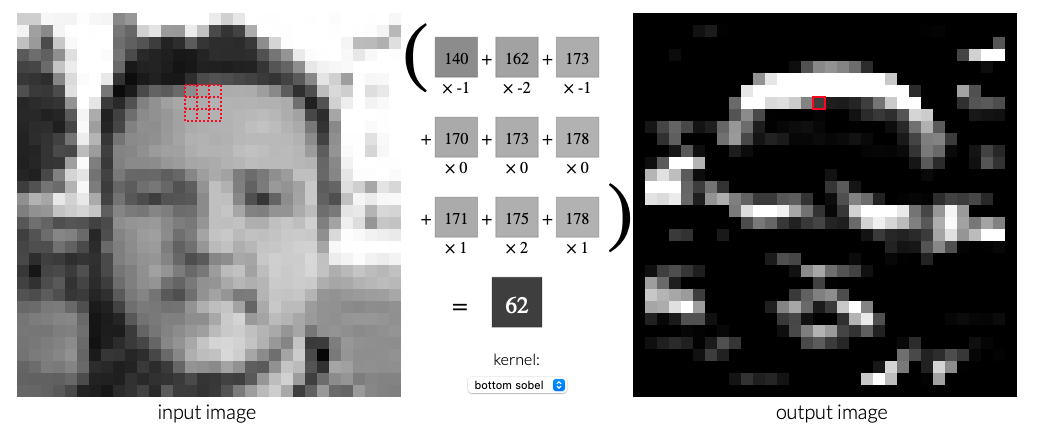 ( 140 + 162 + 173
× -1 × -2 × -1
+ 170 + 173 + 178
× 0 × 0 × 0
+ 171 + 175 + 178 )
× 1 × 2 × 1
= 62
kernel:
bottom sobel
input image
output image